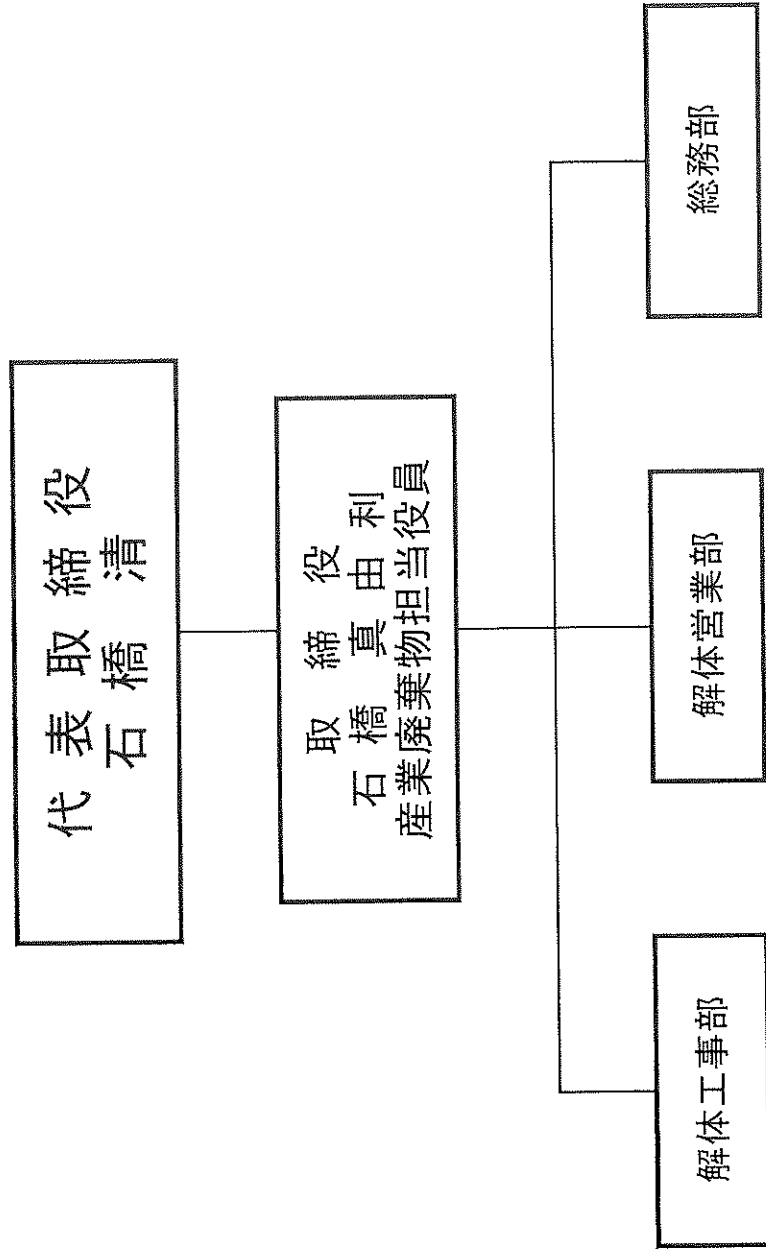 代表取締役
石橋 清
取締役
石橋 真由利
産業廃棄物担当役員
解体工事部
解体営業部
総務部